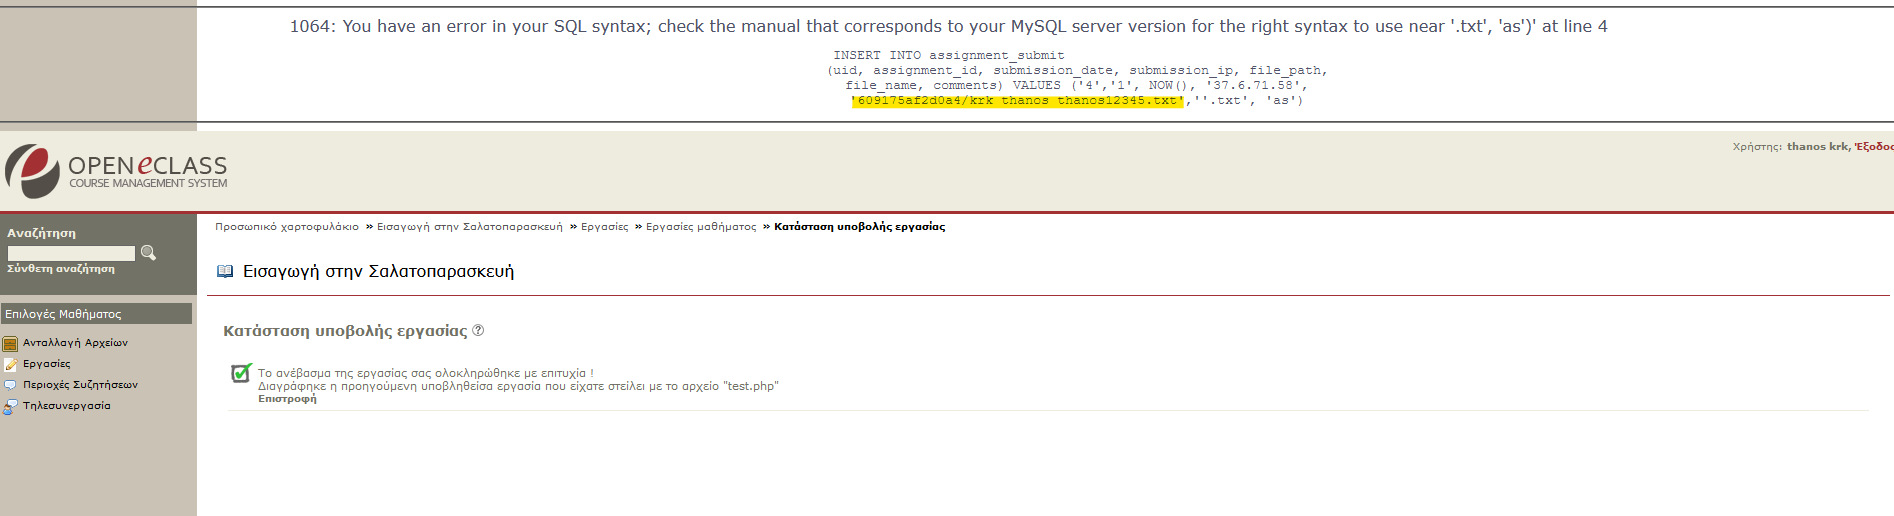 1064: You have an error in your SQL syntax; check the manual that corresponds to your MySQL server version for the right syntax to use near '.txt', 'as')' at line 4
INSERT INTO assignment_submit
(uid, assignment_id, submission_date, submission_ip, file_path,
file_name, comments) VALUES ('4','1', NOW(), '37.6.71.58',
'609175af2d0a4/krk thanos thanos12345.txt',''.txt', 'as')
OPENeCLASS
COURSE MANAGEMENT SYSTEM
Χρήστης: thanos krk, Έξοδος
Αναζήτηση
Σύνθετη αναζήτηση
Προσωπικό χαρτοφυλάκιο » Εισαγωγή στην Σαλατοπαρασκευή » Εργασίες » Εργασίες μαθήματος » Κατάσταση υποβολής εργασίας
Εισαγωγή στην Σαλατοπαρασκευή
Επιλογές Μαθήματος
Ανταλλαγή Αρχείων
Εργασίες
Περιοχές Συζητήσεων
Τηλεσυνεργασία
Κατάσταση υποβολής εργασίας
Το ανέβασμα της εργασίας σας ολοκληρώθηκε με επιτυχία !
Διαγράφηκε η προηγούμενη υποβληθείσα εργασία που είχατε στείλει με το αρχείο "test.php"
Επιστροφή